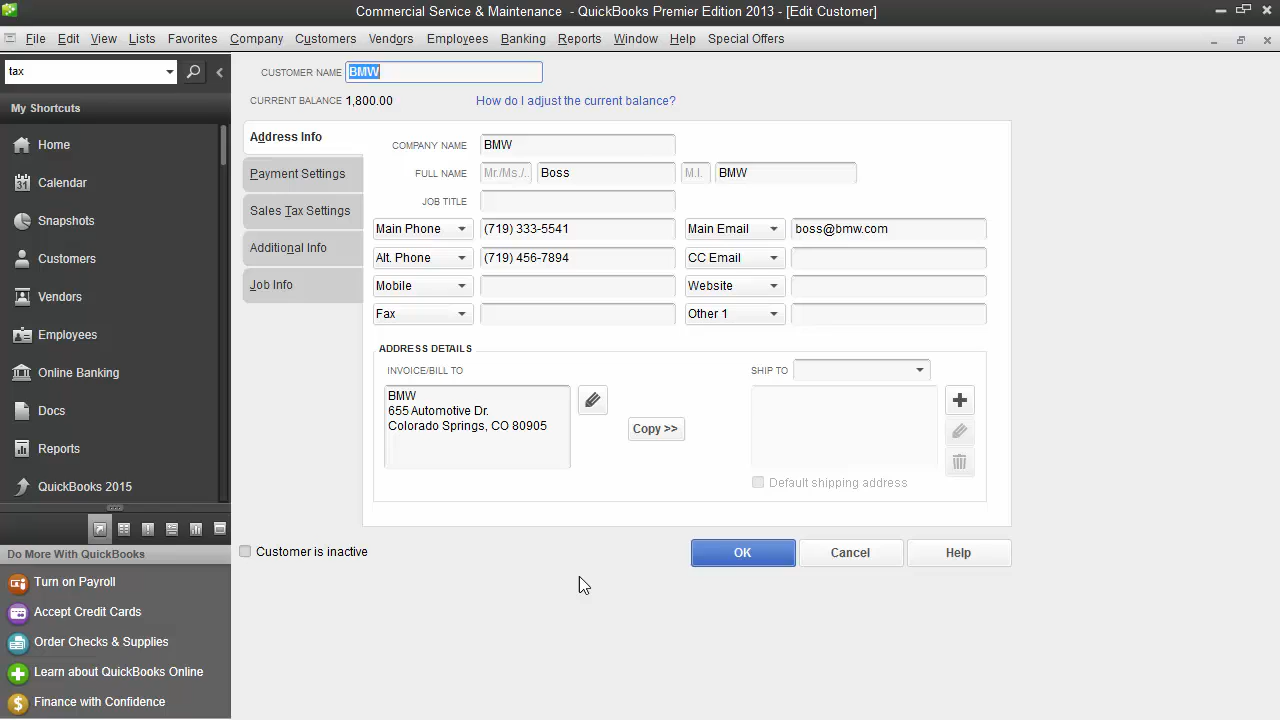 Commercial Service & Maintenance - QuickBooks Premier Edition 2013 - [Edit Customer]
File Edit View Lists Favorites Company Customers Vendors Employees Banking Reports Window Help Special Offers
tax
My Shortcuts
Home
Calendar
Snapshots
Customers
Vendors
Employees
Online Banking
Docs
Reports
QuickBooks 2015
Do More With QuickBooks
Turn on Payroll
Accept Credit Cards
Order Checks & Supplies
Learn about QuickBooks Online
Finance with Confidence
CUSTOMER NAME BMW
CURRENT BALANCE 1,800.00 How do I adjust the current balance?
Address Info
Payment Settings
Sales Tax Settings
Additional Info
Job Info
COMPANY NAME BMW
FULL NAME Mr./Ms./.. Boss M.I. BMW
JOB TITLE
Main Phone (719) 333-5541 Main Email boss@bmw.com
Alt. Phone (719) 456-7894 CC Email
Mobile Website
Fax Other 1
ADDRESS DETAILS
INVOICE/BILL TO SHIP TO
BMW
655 Automotive Dr.
Colorado Springs, CO 80905
Copy >>
Default shipping address
Customer is inactive
OK Cancel Help